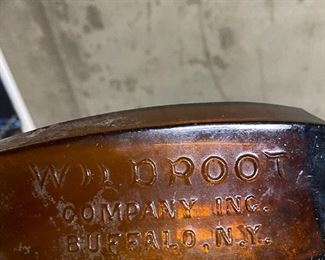 WILDROOT
COMPANY INC.
BUFFALO, N.Y.